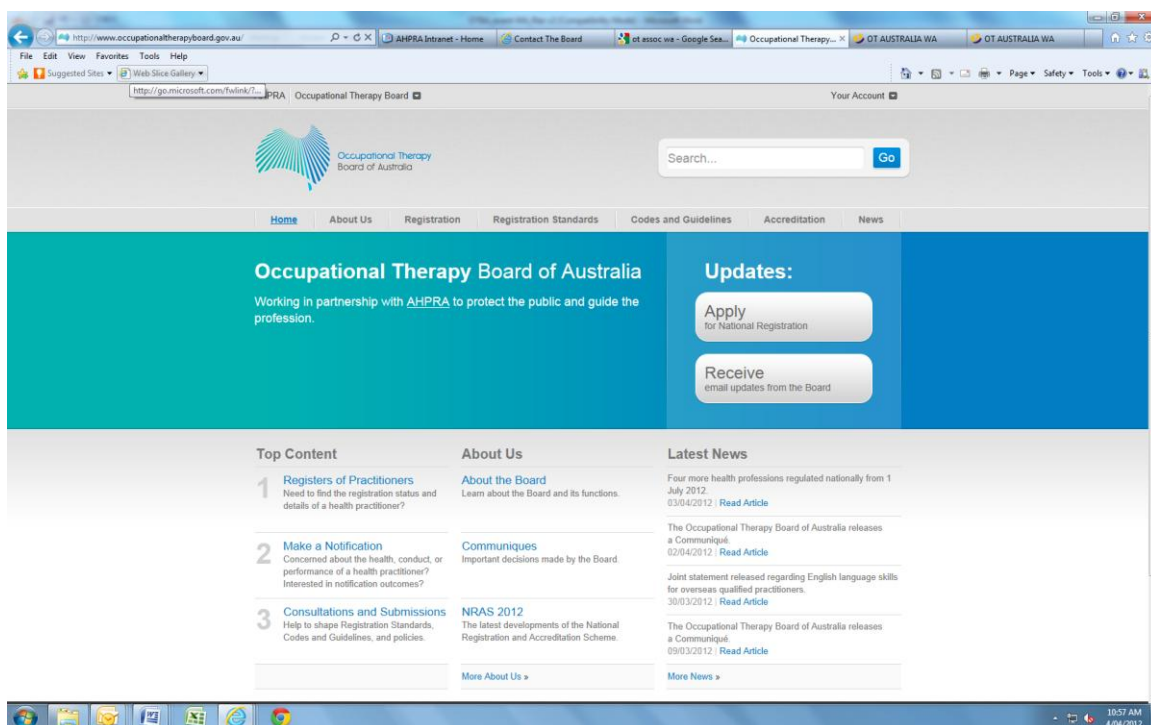 http://www.occupationaltherapyboard.gov.au/
AHPRA Intranet - Home
Contact The Board
ot assoc wa - Google Sea...
Occupational Therapy...
OT AUSTRALIA WA
OT AUSTRALIA WA
File Edit View Favorites Tools Help
Suggested Sites
Web Slice Gallery
Page Safety Tools
http://go.microsoft.com/fwlink/?...
PRA
Occupational Therapy Board
Your Account
Occupational Therapy
Board of Australia
Search...
Go
Home About Us Registration Registration Standards Codes and Guidelines Accreditation News
Occupational Therapy Board of Australia
Working in partnership with AHPRA to protect the public and guide the
profession.
Updates:
Apply
for National Registration
Receive
email updates from the Board
Top Content
1
Registers of Practitioners
Need to find the registration status and
details of a health practitioner?
2
Make a Notification
Concerned about the health, conduct, or
performance of a health practitioner?
Interested in notification outcomes?
3
Consultations and Submissions
Help to shape Registration Standards,
Codes and Guidelines, and policies.
About Us
About the Board
Learn about the Board and its functions.
Communiques
Important decisions made by the Board.
NRAS 2012
The latest developments of the National
Registration and Accreditation Scheme.
More About Us »
Latest News
Four more health professions regulated nationally from 1
July 2012.
03/04/2012 | Read Article
The Occupational Therapy Board of Australia releases
a Communiqué.
02/04/2012 | Read Article
Joint statement released regarding English language skills
for overseas qualified practitioners.
30/03/2012 | Read Article
The Occupational Therapy Board of Australia releases
a Communiqué.
09/03/2012 | Read Article
More News »
10:57 AM
4/04/2012